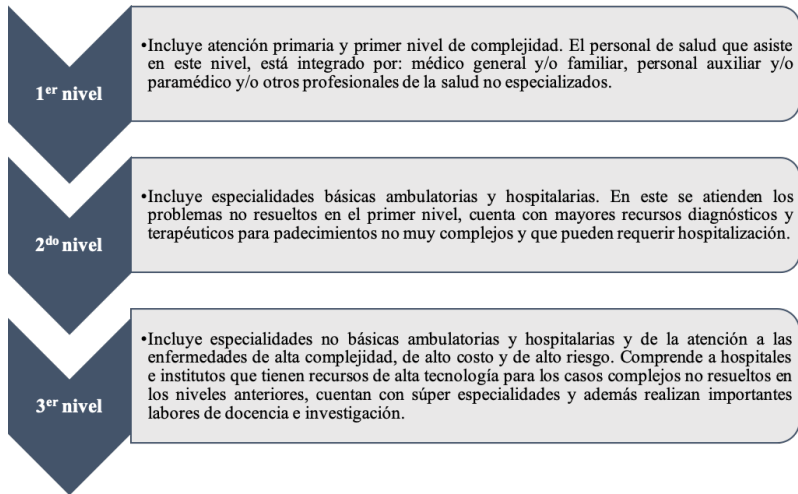 1er nivel
•Incluye atención primaria y primer nivel de complejidad. El personal de salud que asiste
en este nivel, está integrado por: médico general y/o familiar, personal auxiliar y/o
paramédico y/o otros profesionales de la salud no especializados.
2do nivel
•Incluye especialidades básicas ambulatorias y hospitalarias. En este se atienden los
problemas no resueltos en el primer nivel, cuenta con mayores recursos diagnósticos y
terapéuticos para padecimientos no muy complejos y que pueden requerir hospitalización.
3er nivel
•Incluye especialidades no básicas ambulatorias y hospitalarias y de la atención a las
enfermedades de alta complejidad, de alto costo y de alto riesgo. Comprende a hospitales
e institutos que tienen recursos de alta tecnología para los casos complejos no resueltos en
los niveles anteriores, cuentan con súper especialidades y además realizan importantes
labores de docencia e investigación.